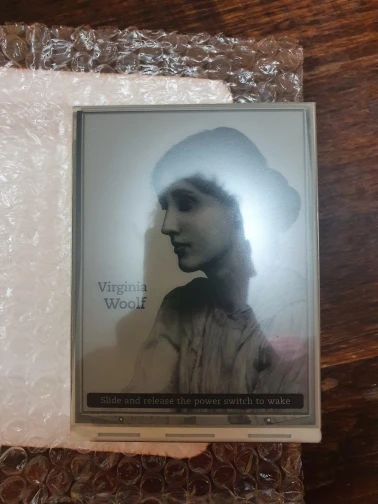 Virginia
Woolf
Slide and release the power switch to wake